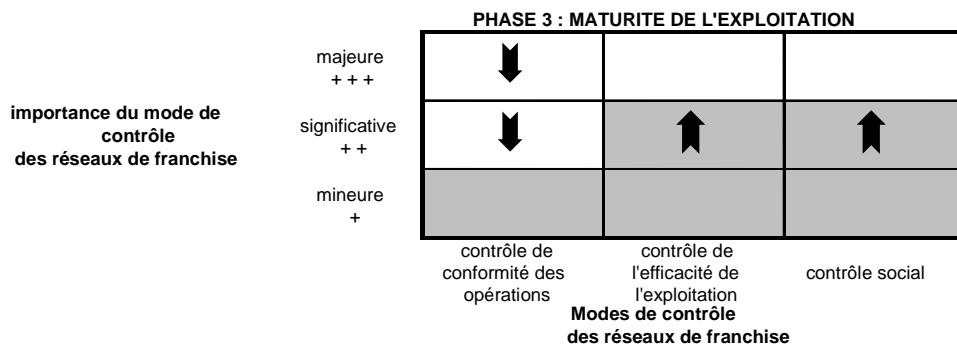 PHASE 3 : MATURITE DE L'EXPLOITATION
majeure
+ + +
importance du mode de
contrôle
des réseaux de franchise
significative
+ +
mineure
+
contrôle de
conformité des
opérations
contrôle de
l'efficacité de
l'exploitation
contrôle social
Modes de contrôle
des réseaux de franchise